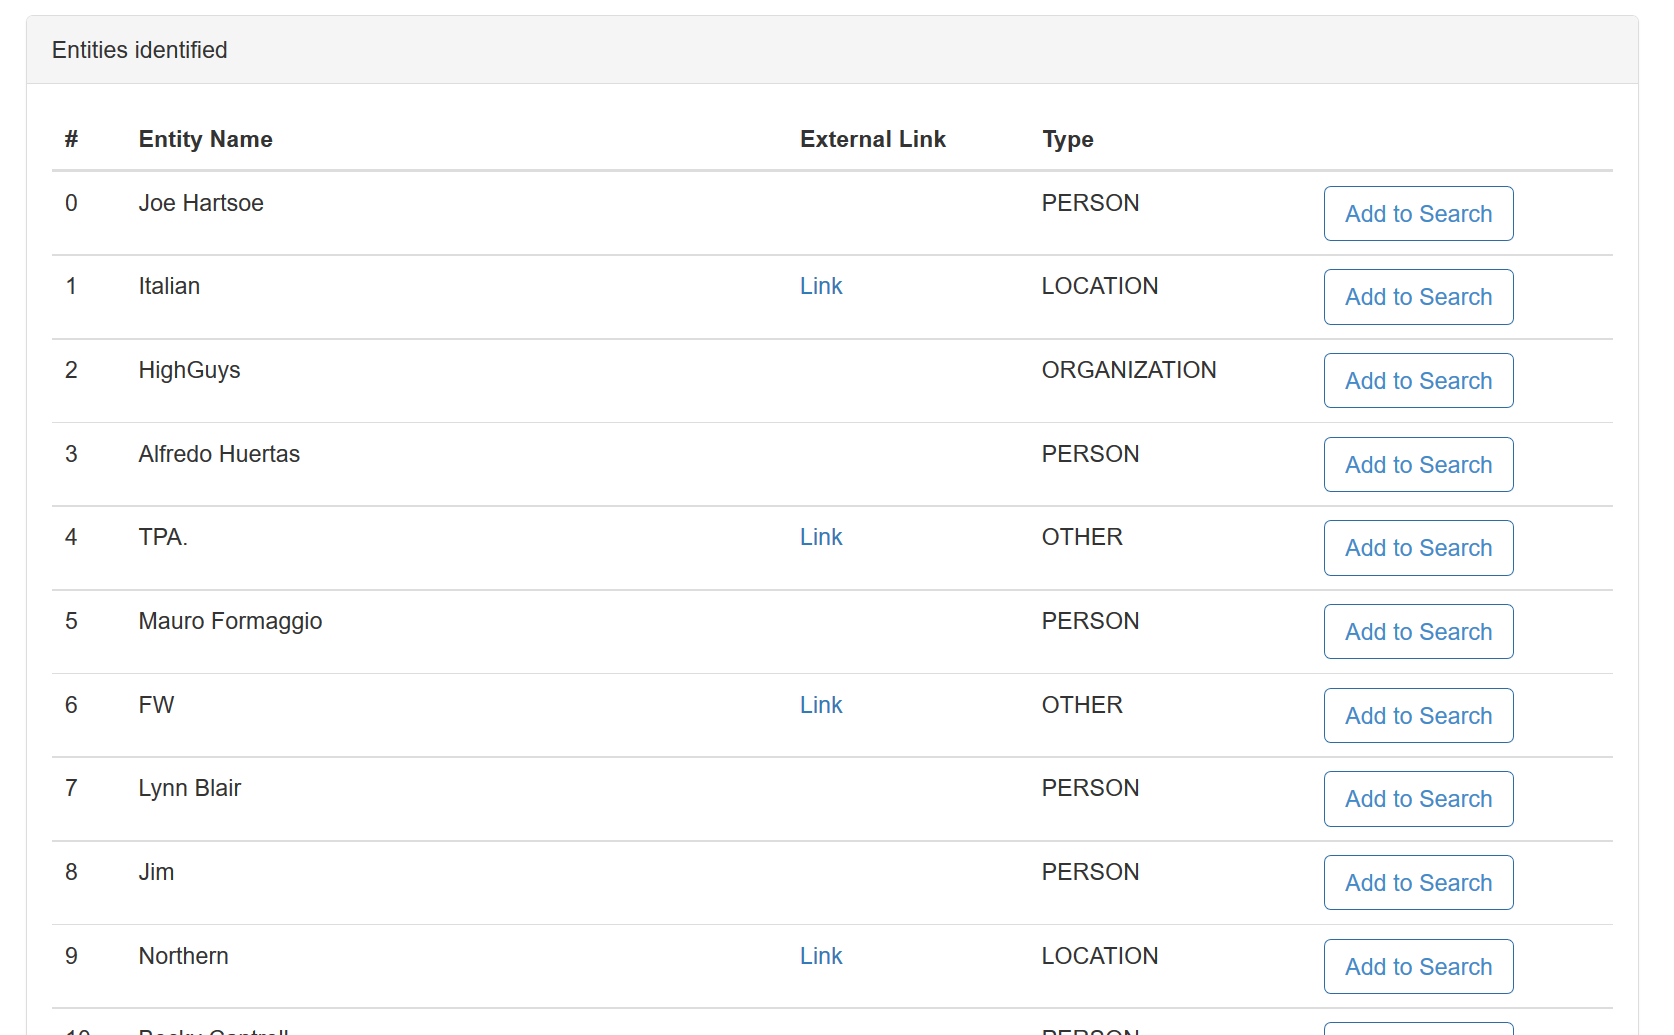 Entities identified
# Entity Name External Link Type
0 Joe Hartsoe PERSON Add to Search
1 Italian Link LOCATION Add to Search
2 HighGuys ORGANIZATION Add to Search
3 Alfredo Huertas PERSON Add to Search
4 TPA. Link OTHER Add to Search
5 Mauro Formaggio PERSON Add to Search
6 FW Link OTHER Add to Search
7 Lynn Blair PERSON Add to Search
8 Jim PERSON Add to Search
9 Northern Link LOCATION Add to Search
10 PERSON